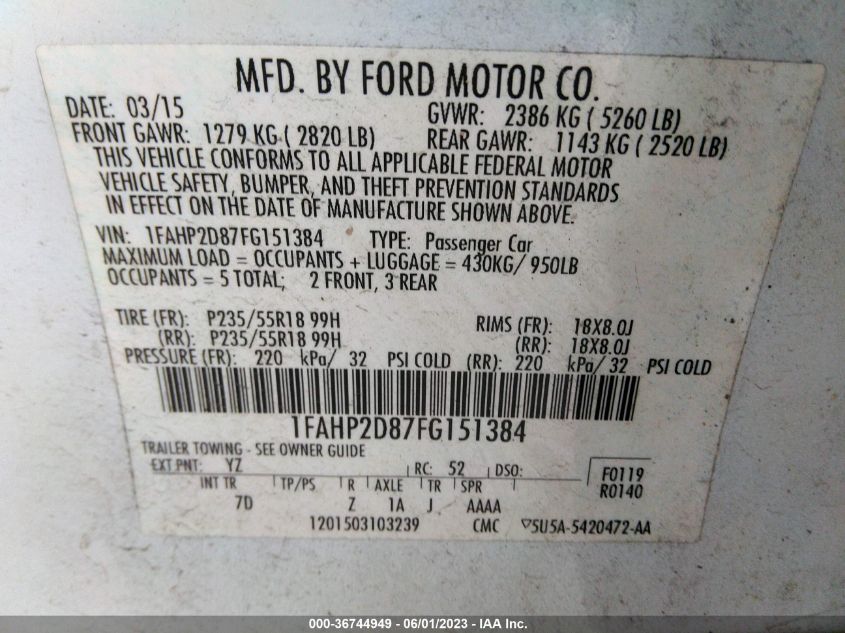 MFD. BY FORD MOTOR CO.
DATE: 03/15 GVWR: 2386 KG ( 5260 LB)
FRONT GAWR: 1279 KG ( 2820 LB) REAR GAWR: 1143 KG ( 2520 LB)
THIS VEHICLE CONFORMS TO ALL APPLICABLE FEDERAL MOTOR
VEHICLE SAFETY, BUMPER, AND THEFT PREVENTION STANDARDS
IN EFFECT ON THE DATE OF MANUFACTURE SHOWN ABOVE.
VIN: 1FAHP2D87FG151384 TYPE: Passenger Car
MAXIMUM LOAD = OCCUPANTS + LUGGAGE = 430KG/ 950LB
OCCUPANTS = 5 TOTAL; 2 FRONT, 3 REAR
TIRE (FR): P235/55R18 99H RIMS (FR): 18X8.0J
(RR): P235/55R18 99H (RR): 18X8.0J
PRESSURE (FR): 220 kPa/ 32 PSI COLD (RR): 220 kPa/ 32 PSI COLD
1FAHP2D87FG151384
TRAILER TOWING - SEE OWNER GUIDE
EXT PNT: YZ RC: 52 DSO: F0119
INT TR TP/PS R AXLE TR SPR R0140
7D Z 1A J AAAA
1201503103239 CMC 5U5A-5420472-AA
000-36744949 - 06/01/2023 - IAA Inc.